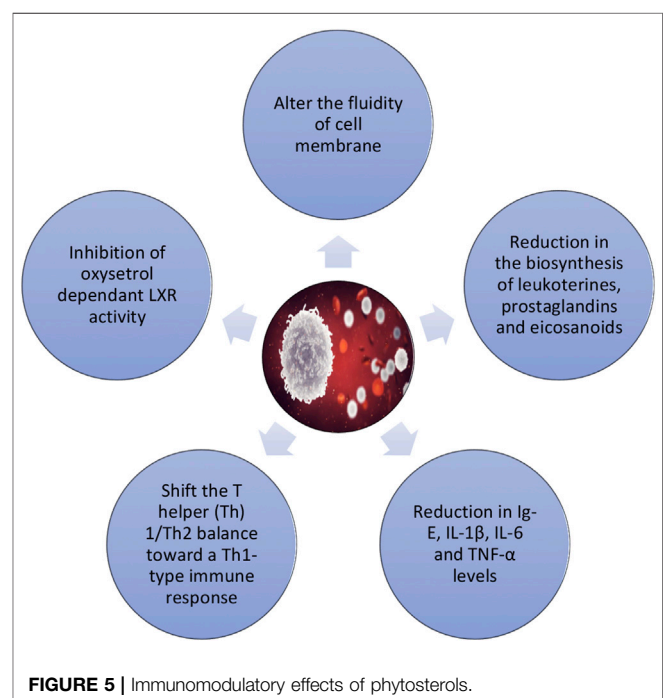 Alter the fluidity
of cell
membrane
Reduction in
the biosynthesis
of leukoterines,
prostaglandins
and eicosanoids
Reduction in Ig-
E, IL-1β, IL-6
and TNF-α
levels
Shift the T
helper (Th)
1/Th2 balance
toward a Th1-
type immune
response
Inhibition of
oxysetrol
dependant LXR
activity
FIGURE 5 | Immunomodulatory effects of phytosterols.